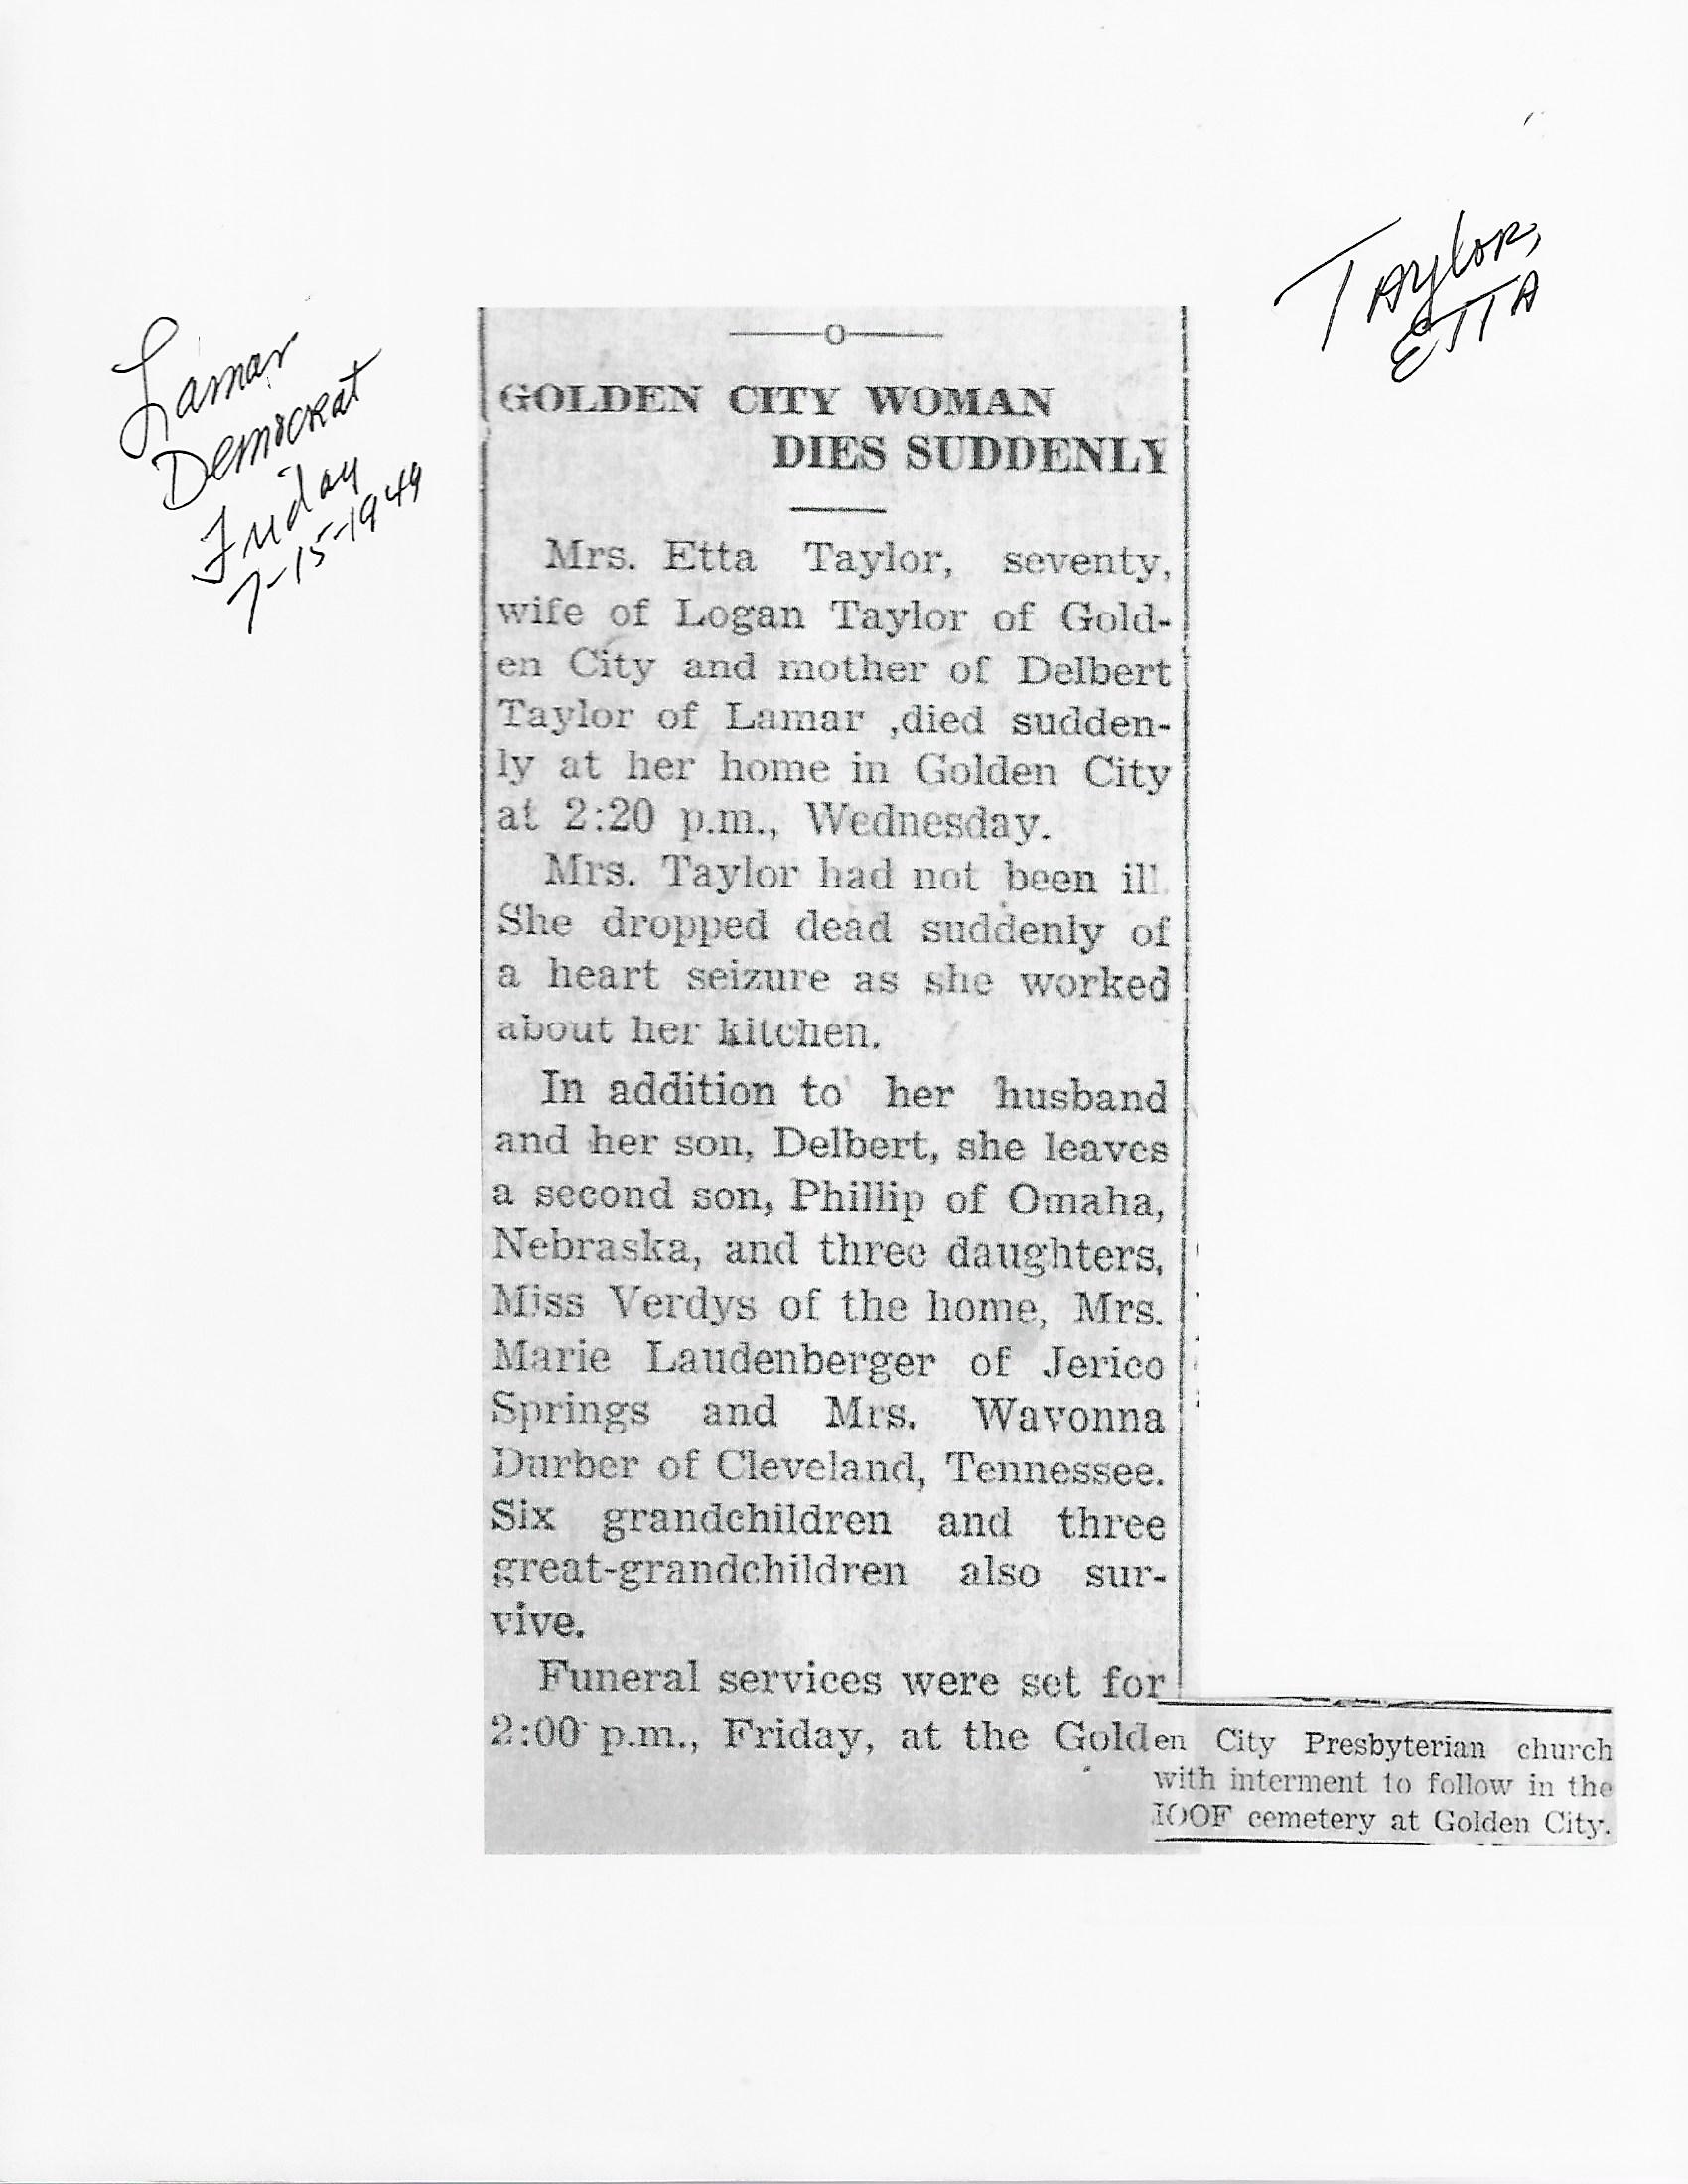 Taylor,
ETTA
Lamar
Democrat
Friday
7-15-1949
O
GOLDEN CITY WOMAN
DIES SUDDENLY
Mrs. Etta Taylor, seventy,
wife of Logan Taylor of Gold-
en City and mother of Delbert
Taylor of Lamar ,died sudden-
ly at her home in Golden City
at 2:20 p.m., Wednesday.
Mrs. Taylor had not been ill.
She dropped dead suddenly of
a heart seizure as she worked
about her kitchen.
In addition to her husband
and her son, Delbert, she leaves
a second son, Phillip of Omaha,
Nebraska, and three daughters,
Miss Verdys of the home, Mrs.
Marie Laudenberger of Jerico
Springs and Mrs. Wavonna
Durber of Cleveland, Tennessee.
Six grandchildren and three
great-grandchildren also sur-
vive.
Funeral services were set for
2:00 p.m., Friday, at the Golden City Presbyterian church
with interment to follow in the
IOOF cemetery at Golden City.